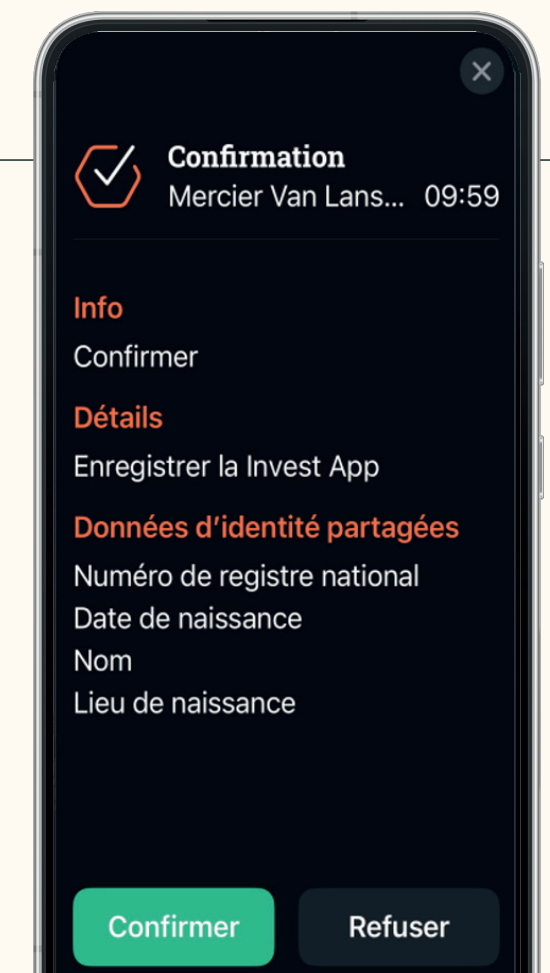 Confirmation
Mercier Van Lans... 09:59
Info
Confirmer
Détails
Enregistrer la Invest App
Données d’identité partagées
Numéro de registre national
Date de naissance
Nom
Lieu de naissance
Confirmer Refuser